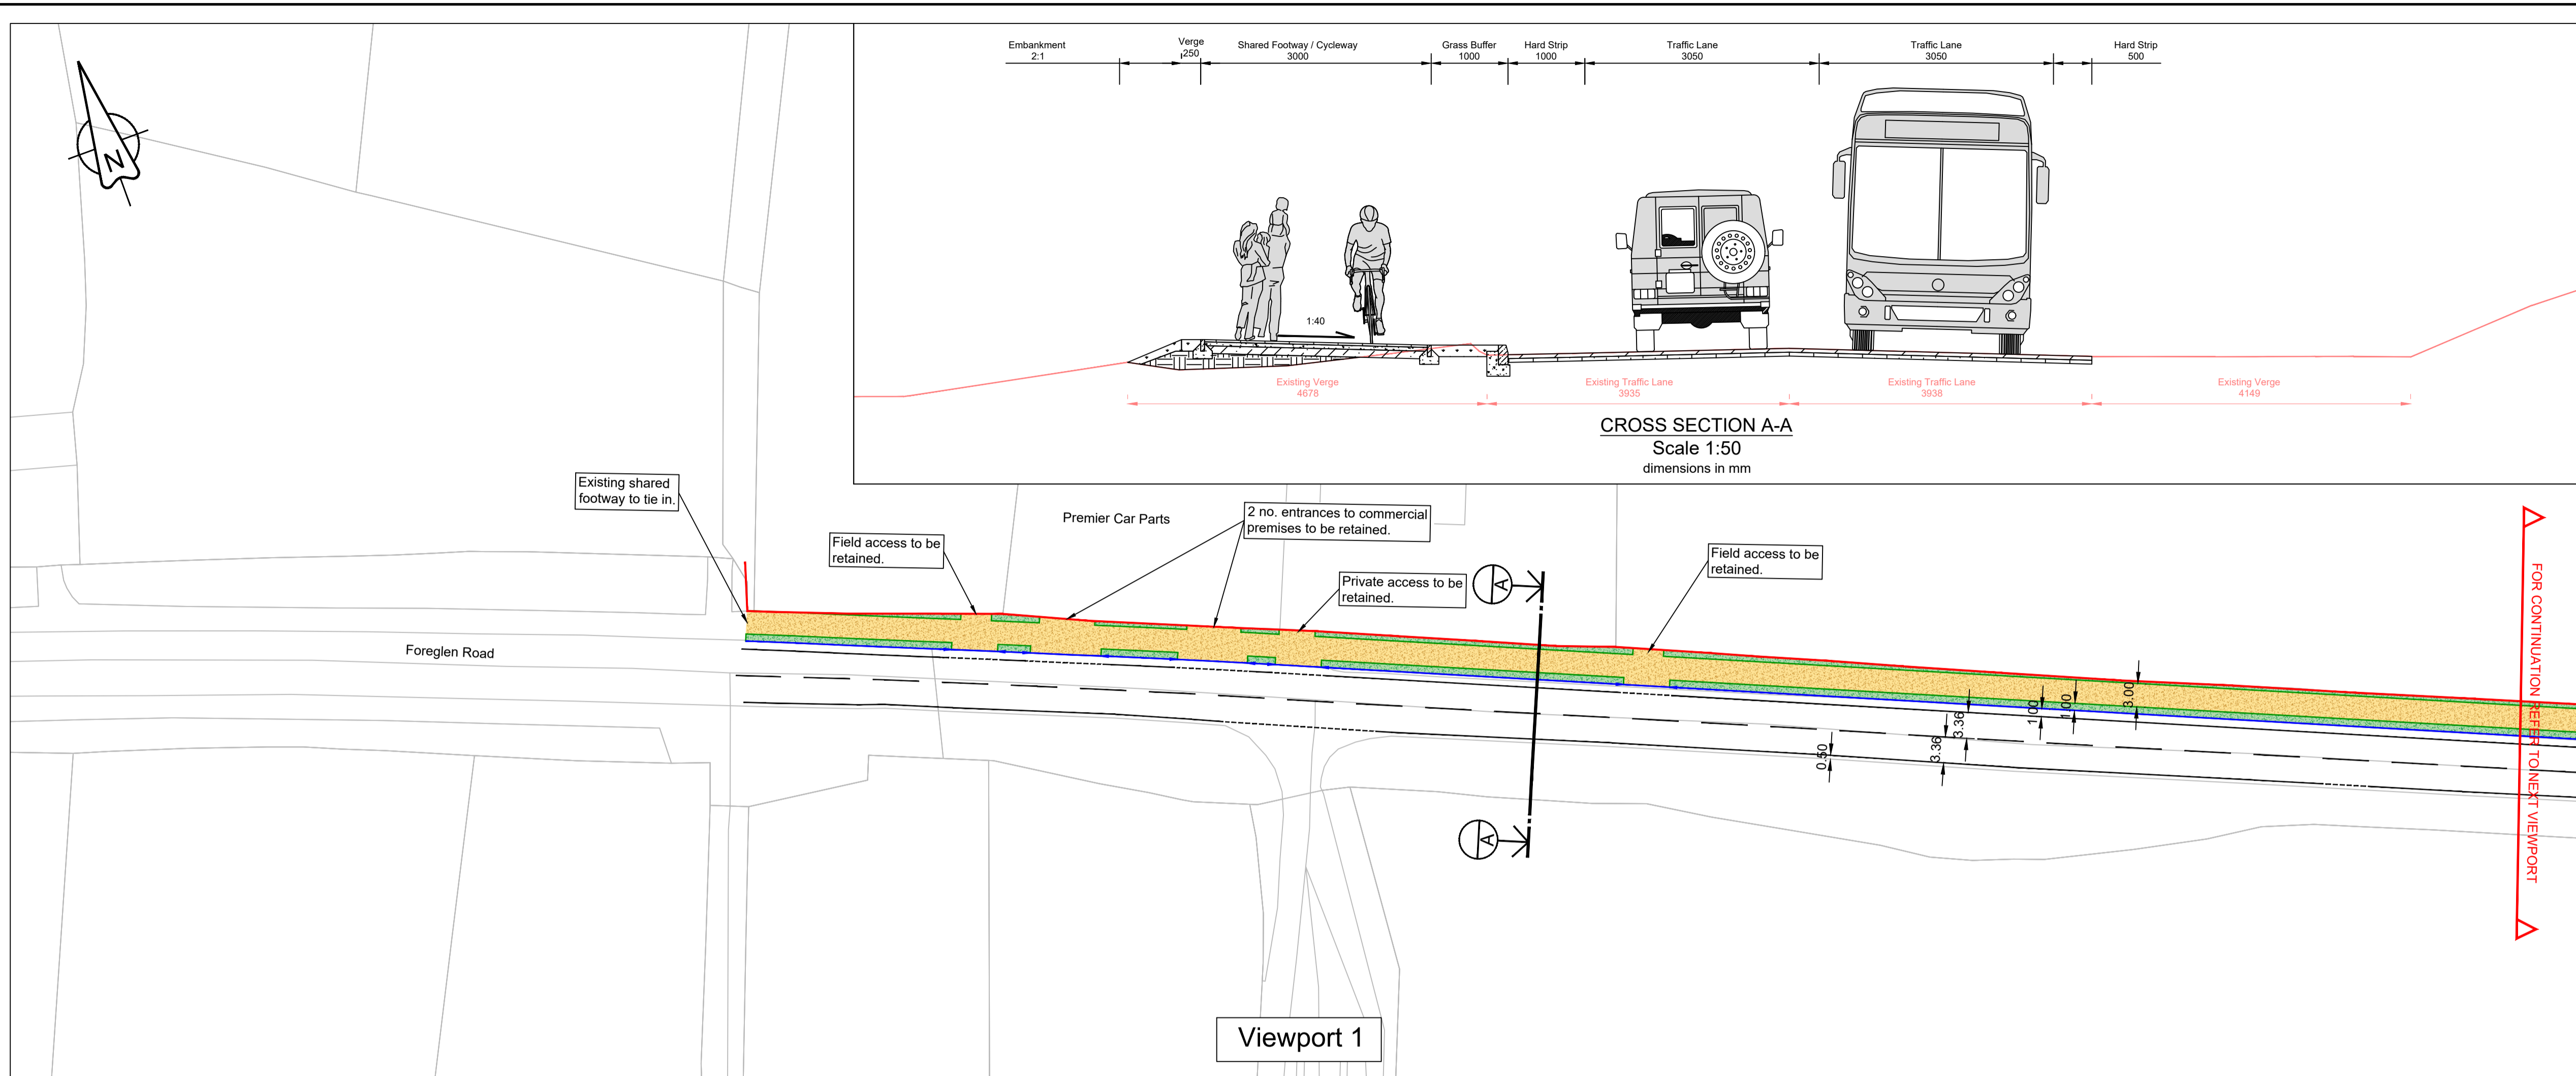 Embankment
2:1
Verge
250
Shared Footway / Cycleway
3000
Grass Buffer
1000
Hard Strip
1000
Traffic Lane
3050
Traffic Lane
3050
Hard Strip
500
N
1:40
Existing Verge
4678
Existing Traffic Lane
3935
Existing Traffic Lane
3938
Existing Verge
4149
CROSS SECTION A-A
Scale 1:50
dimensions in mm
Existing shared
footway to tie in.
Field access to be
retained.
Premier Car Parts
2 no. entrances to commercial
premises to be retained.
Private access to be
retained.
A
Field access to be
retained.
Foreglen Road
0.50
3.36
3.36
1.00
1.00
3.00
A
FOR CONTINUATION REFER TO NEXT VIEWPORT
Viewport 1